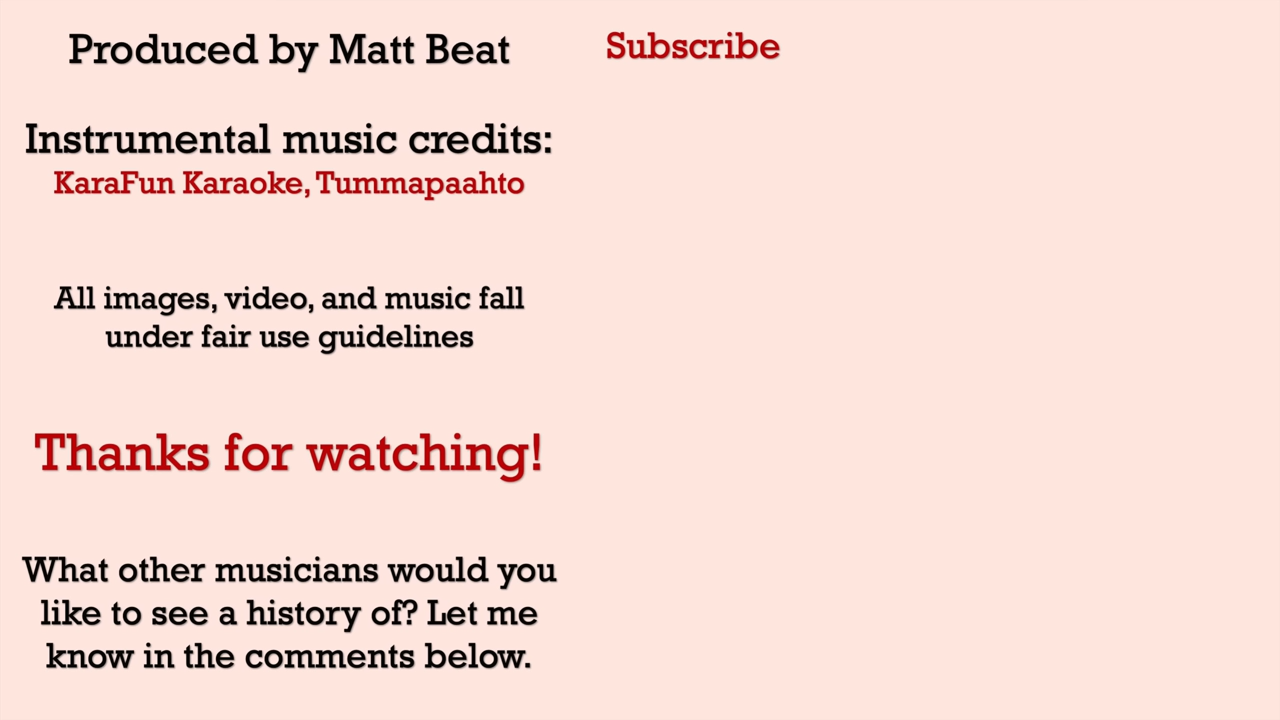 Produced by Matt Beat
Subscribe
Instrumental music credits:
KaraFun Karaoke, Tummapaahto
All images, video, and music fall
under fair use guidelines
Thanks for watching!
What other musicians would you
like to see a history of? Let me
know in the comments below.